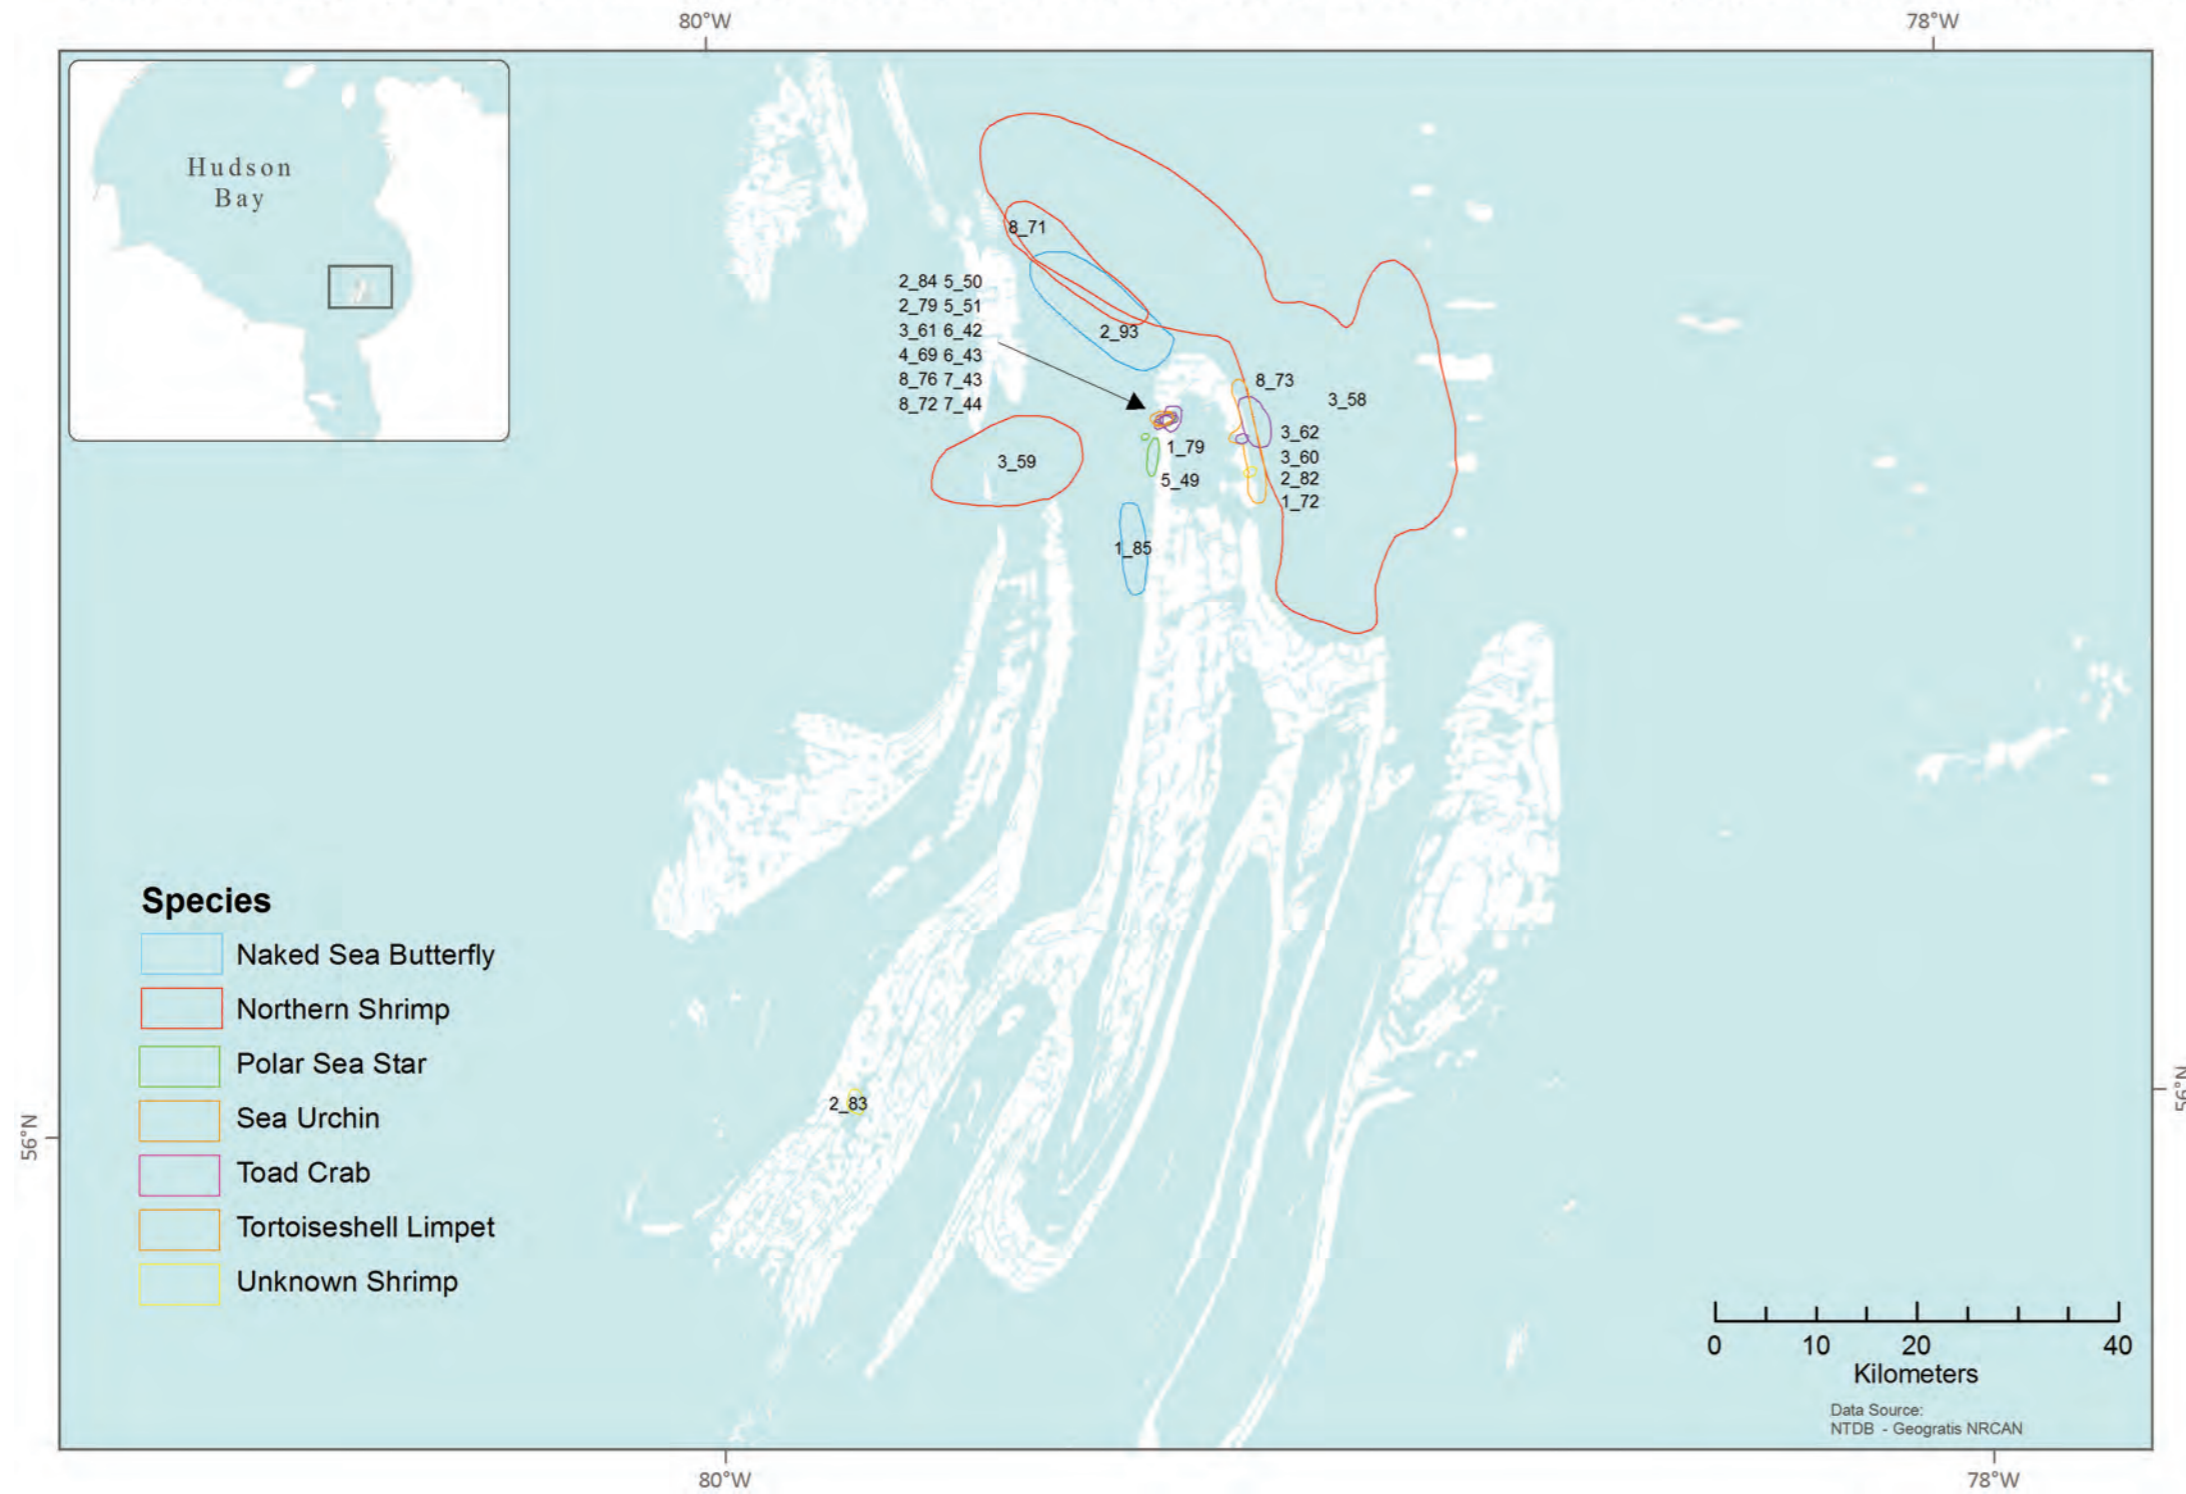 80°W
78°W
Hudson
Bay
8_71
2_84 5_50
2_79 5_51
3_61 6_42
4_69 6_43
8_76 7_43
8_72 7_44
2_93
8_73
3_58
3_62
3_60
2_82
1_72
3_59
1_79
5_49
1_85
Species
Naked Sea Butterfly
Northern Shrimp
Polar Sea Star
Sea Urchin
Toad Crab
Tortoiseshell Limpet
Unknown Shrimp
2_83
56°N
56°N
0 10 20 40
Kilometers
Data Source:
NTDB - Geogratis NRCAN
80°W
78°W